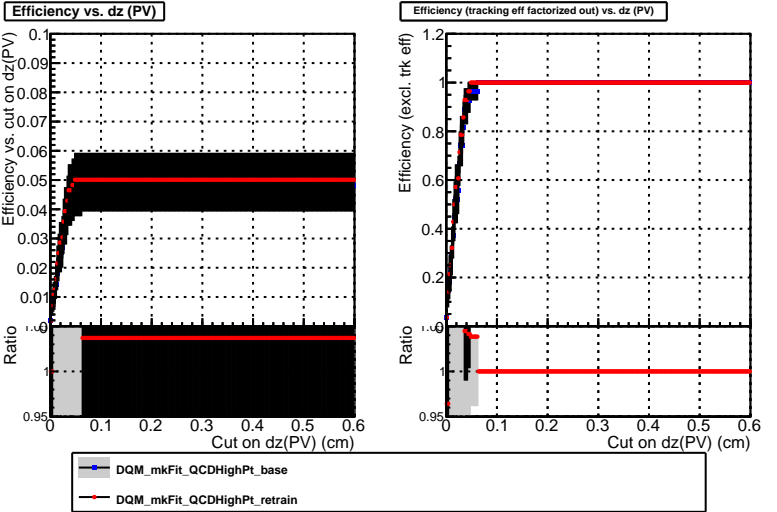 Efficiency vs. dz (PV)
Efficiency vs. cut on dz(PV)
0.1
0.09
0.08
0.07
0.06
0.05
0.04
0.03
0.02
0.01
Ratio
1
0.95
0 0.1 0.2 0.3 0.4 0.5 0.6
Cut on dz(PV) (cm)
Efficiency (tracking eff factorized out) vs. dz (PV)
Efficiency (excl. trk eff)
1.2
1
0.8
0.6
0.4
0.2
Ratio
1
0.95
0 0.1 0.2 0.3 0.4 0.5 0.6
Cut on dz(PV) (cm)
DQM_mkFit_QCDHighPt_base
DQM_mkFit_QCDHighPt_retrain